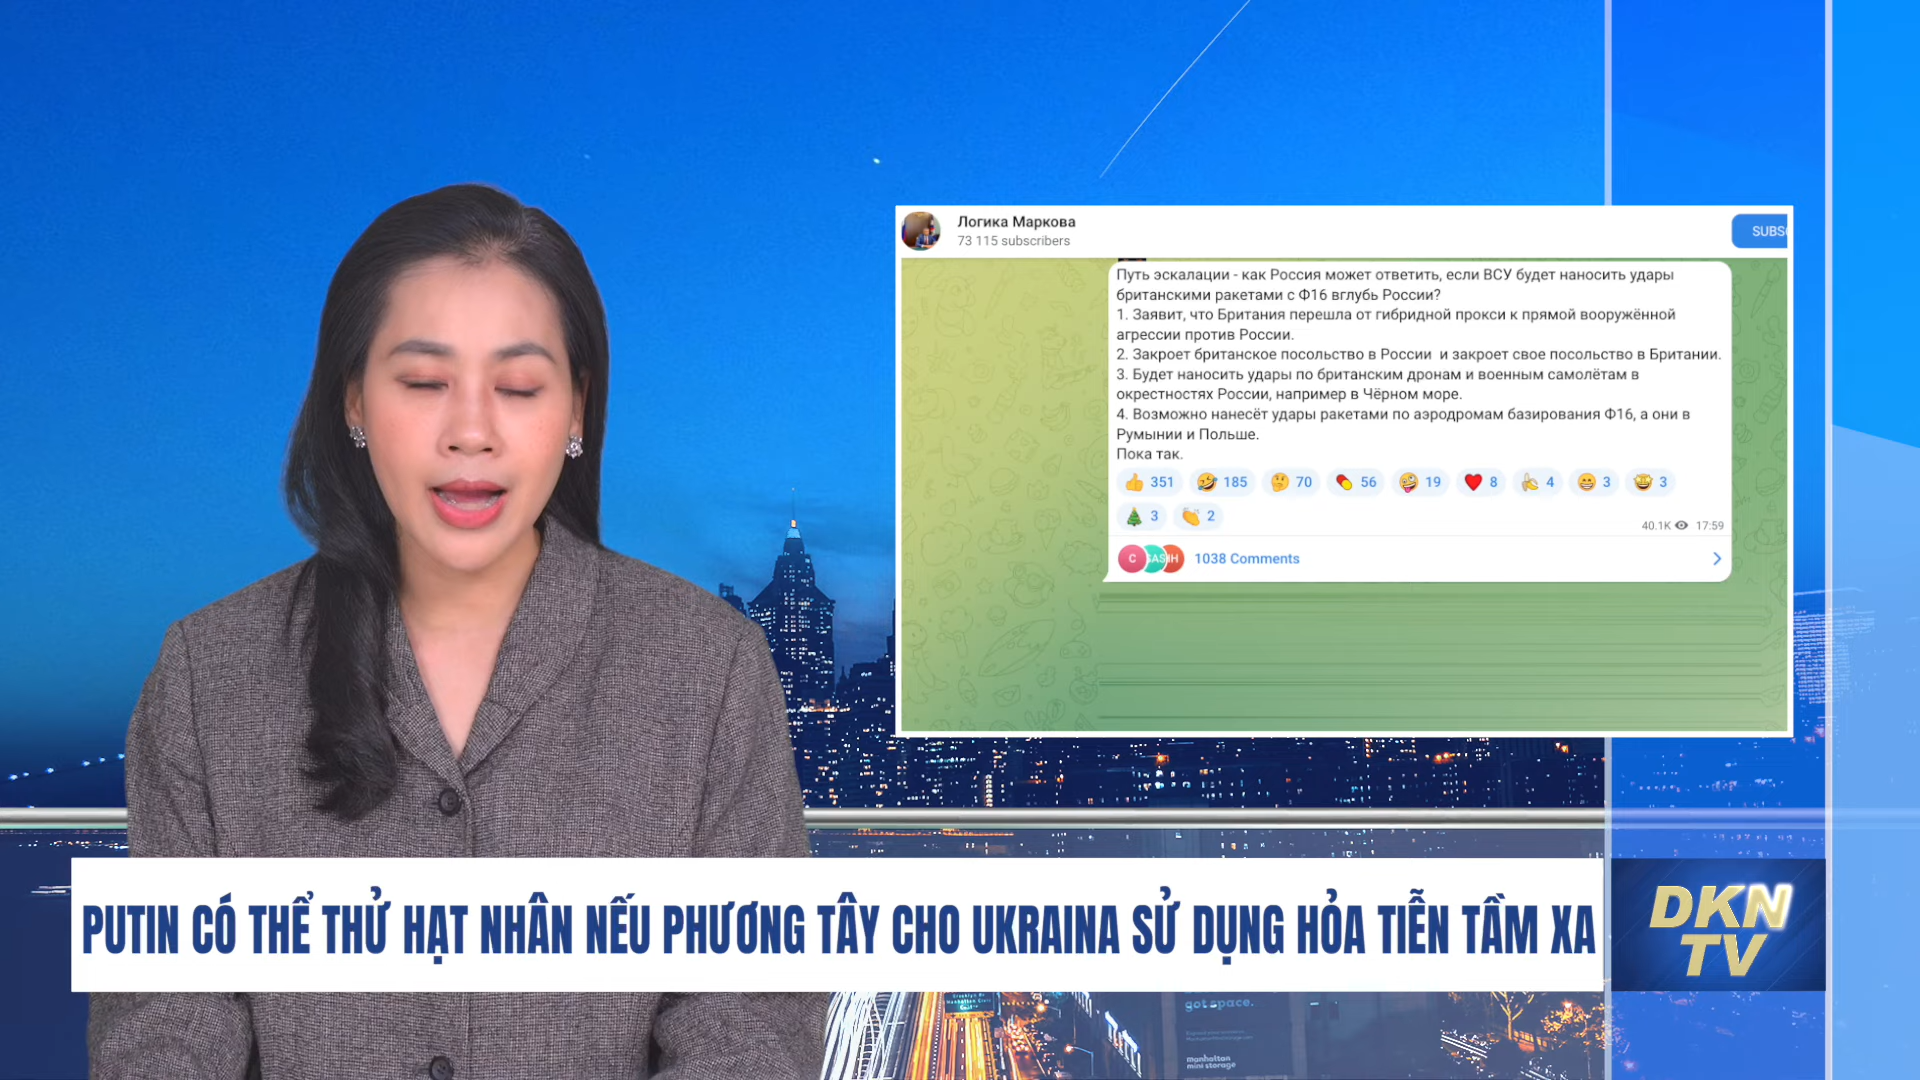 Логика Маркова
73 115 subscribers
SUBS
Путь эскалации - как Россия может ответить, если ВСУ будет наносить удары
британскими ракетами с Ф16 вглубь России?
1. Заявит, что Британия перешла от гибридной прокси к прямой вооружённой
агрессии против России.
2. Закроет британское посольство в России и закроет свое посольство в Британии.
3. Будет наносить удары по британским дронам и военным самолётам в
окрестностях России, например в Чёрном море.
4. Возможно нанесёт удары ракетами по аэродромам базирования Ф16, а они в
Румынии и Польше.
Пока так.
351 185 70 56 19 8 4 3 3
3 2
40.1K 17:59
C SAS IH 1038 Comments
PUTIN CÓ THỂ THỬ HẠT NHÂN NẾU PHƯƠNG TÂY CHO UKRAINA SỬ DỤNG HỎA TIỄN TẦM XA
DKN
TV
got space.
manhattan
mini storage